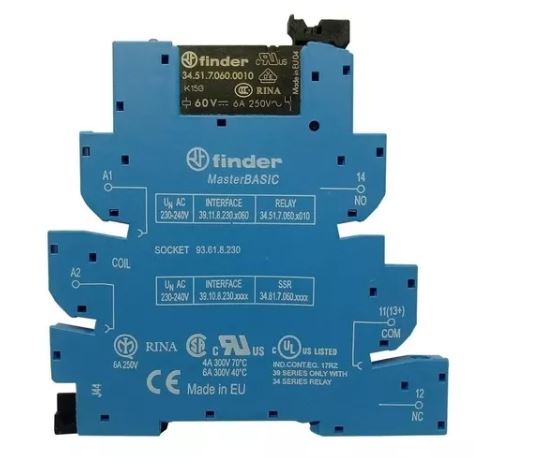 finder
34.51.7.060.0010
Made in EU 04
K15G
RINA
60V 6A 250V~
finder
MasterBASIC
A1
14
NO
UN AC INTERFACE RELAY
230-240V 39.11.8.230.x060 34.51.7.060.x010
SOCKET 93.61.8.230
COIL
A2
UN AC INTERFACE SSR
230-240V 39.10.8.230.xxxx 34.81.7.060.xxxx
11(13+)
COM
RINA
6A 250V
C US
4A 300V 70°C
6A 300V 40°C
C UL US LISTED
IND.CONT.EQ. 17RZ
39 SERIES ONLY WITH
34 SERIES RELAY
J44
CE Made in EU
12
NC